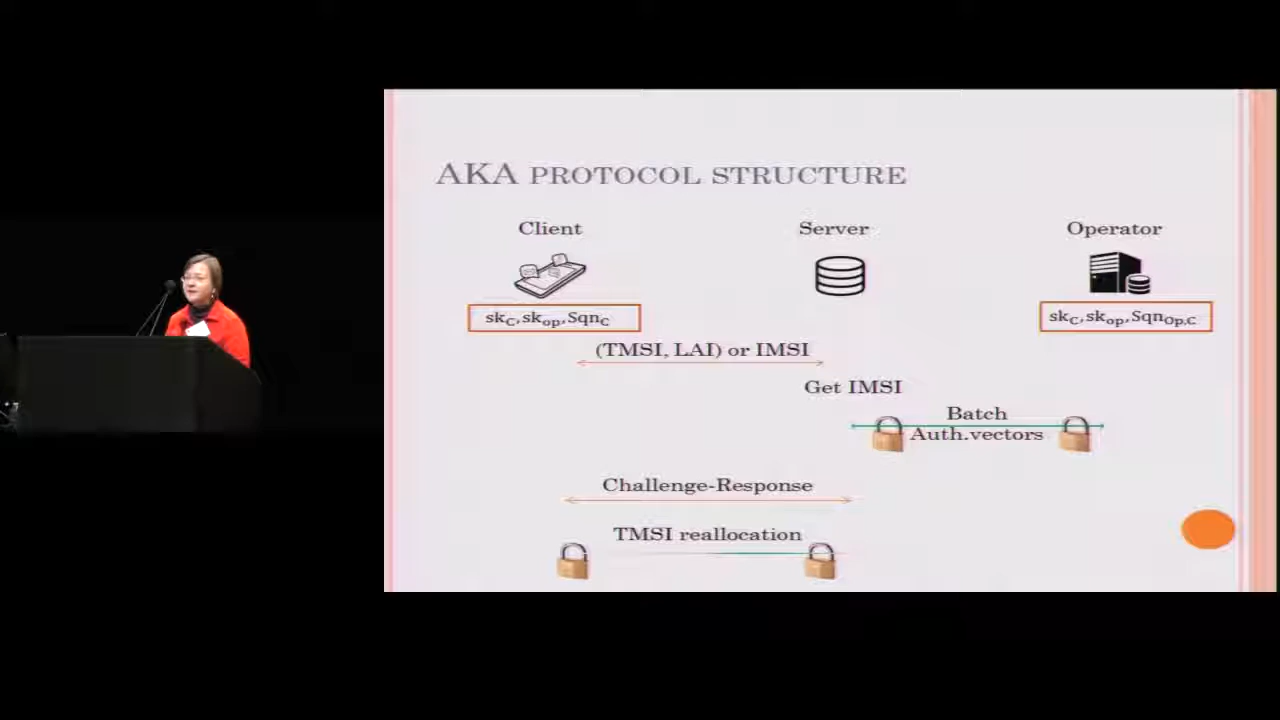 AKA PROTOCOL STRUCTURE
Client
Server
Operator
skC,skop,SqnC
skC,skop,SqnOp,C
(TMSI, LAI) or IMSI
Get IMSI
Batch
Auth.vectors
Challenge-Response
TMSI reallocation